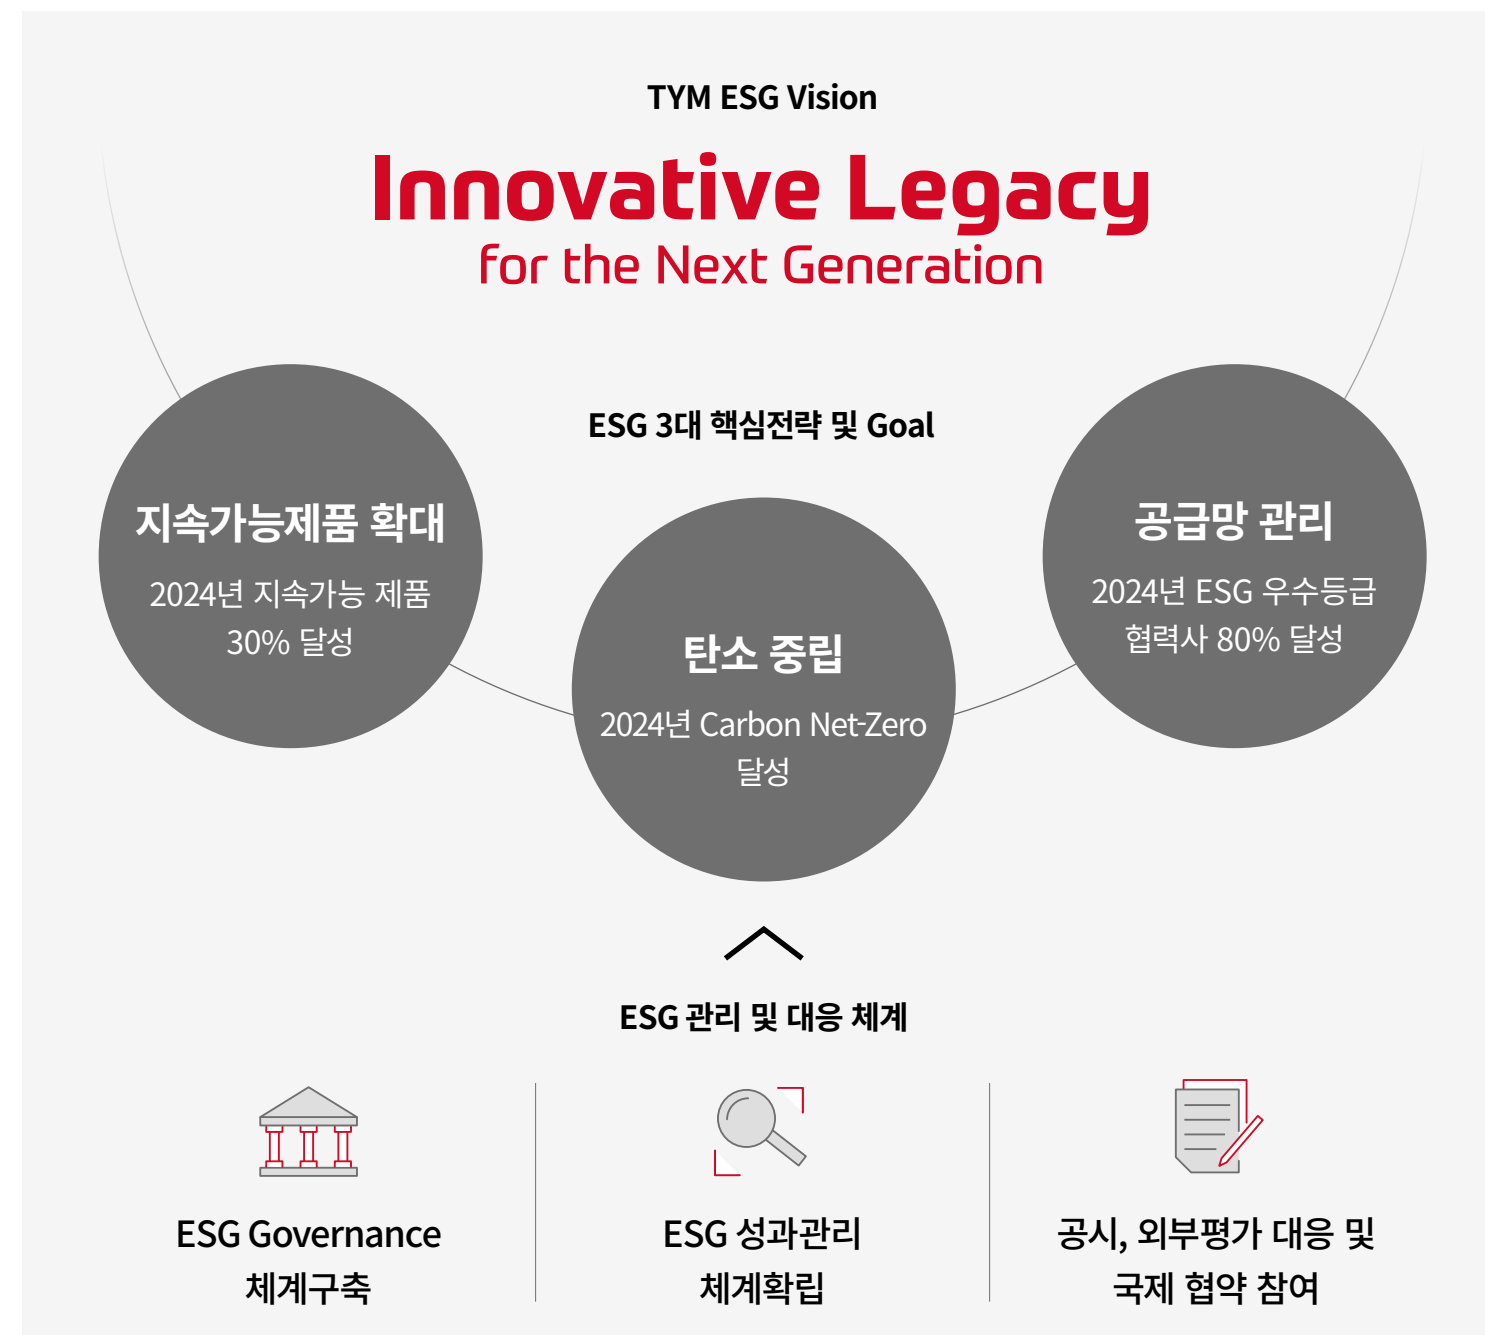 TYM ESG Vision
Innovative Legacy
for the Next Generation
ESG 3대 핵심전략 및 Goal
지속가능제품 확대
2024년 지속가능 제품
30% 달성
탄소 중립
2024년 Carbon Net-Zero
달성
공급망 관리
2024년 ESG 우수등급
협력사 80% 달성
ESG 관리 및 대응 체계
ESG Governance
체계구축
ESG 성과관리
체계확립
공시, 외부평가 대응 및
국제 협약 참여